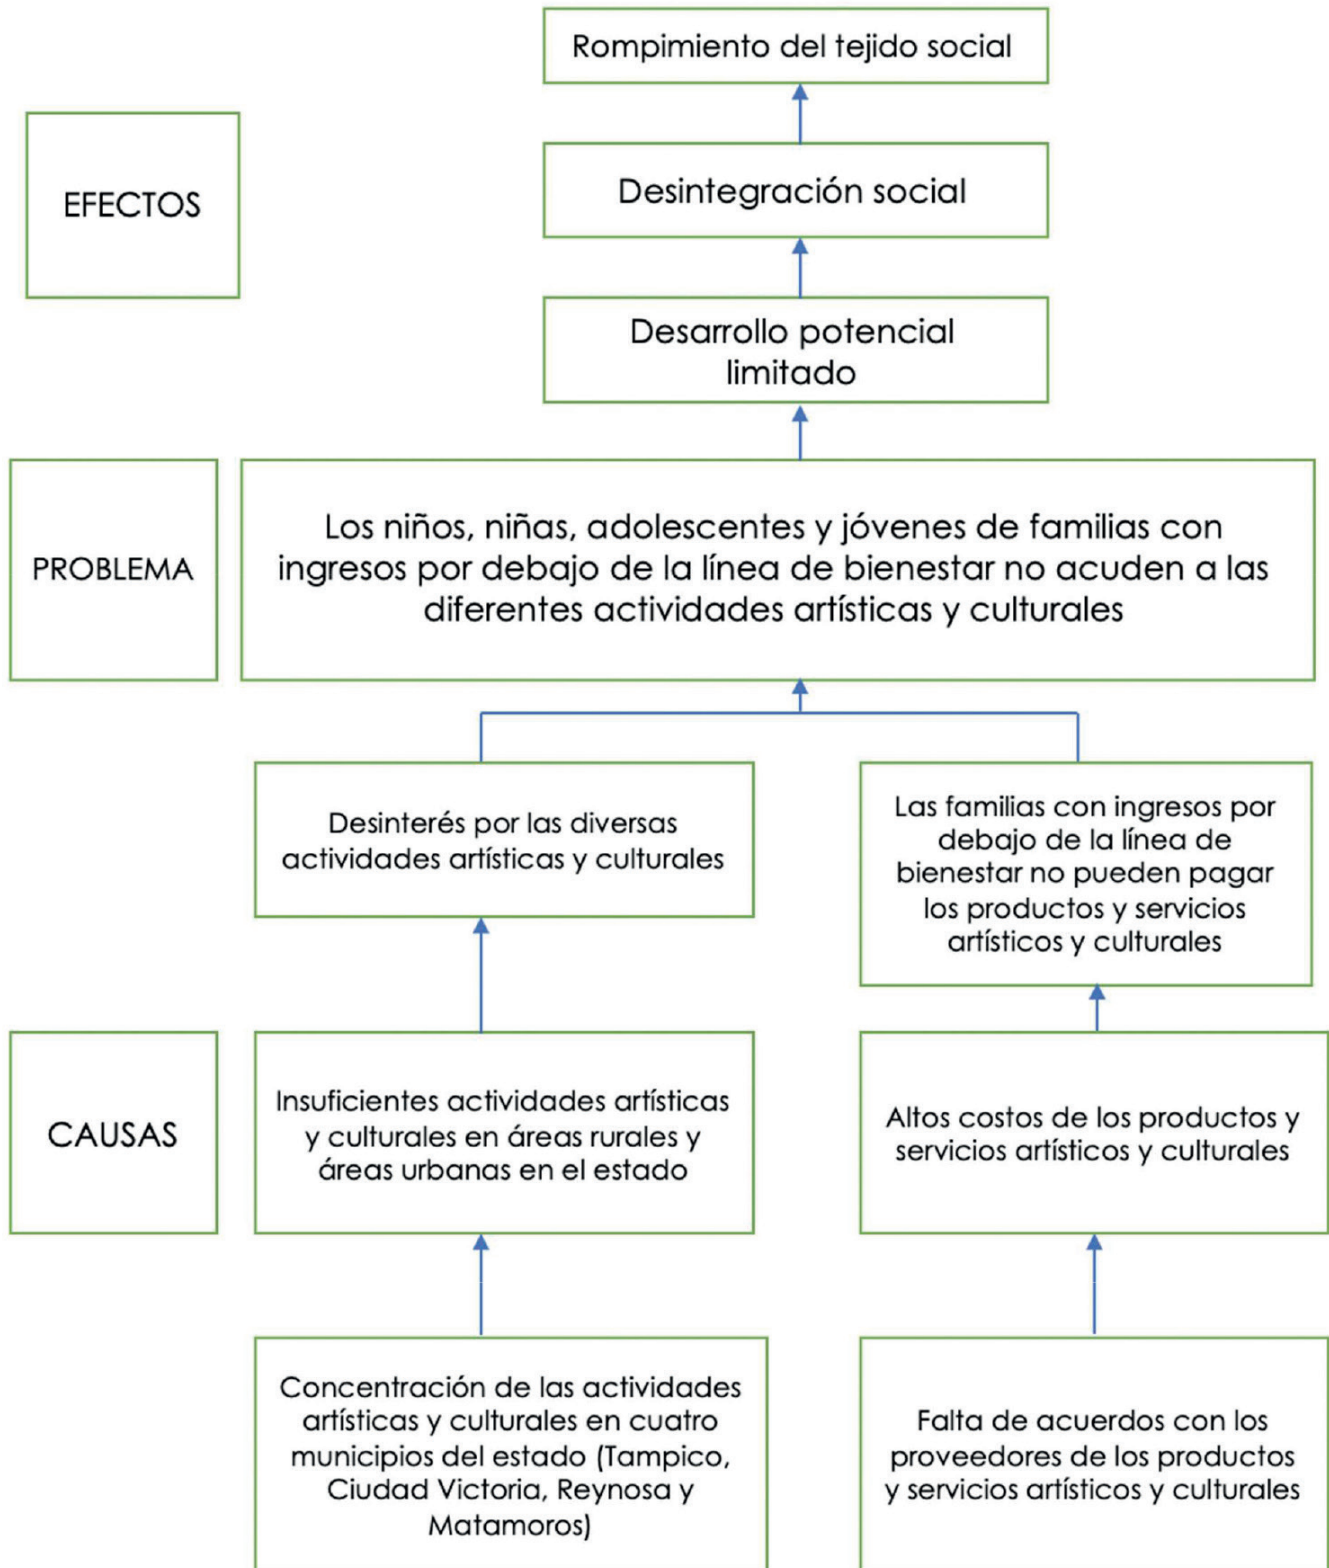 Rompimiento del tejido social
EFECTOS
Desintegración social
Desarrollo potencial
limitado
PROBLEMA
Los niños, niñas, adolescentes y jóvenes de familias con
ingresos por debajo de la línea de bienestar no acuden a las
diferentes actividades artísticas y culturales
Desinterés por las diversas
actividades artísticas y culturales
Las familias con ingresos por
debajo de la línea de
bienestar no pueden pagar
los productos y servicios
artísticos y culturales
CAUSAS
Insuficientes actividades artísticas
y culturales en áreas rurales y
áreas urbanas en el estado
Altos costos de los productos y
servicios artísticos y culturales
Concentración de las actividades
artísticas y culturales en cuatro
municipios del estado (Tampico,
Ciudad Victoria, Reynosa y
Matamoros)
Falta de acuerdos con los
proveedores de los productos
y servicios artísticos y culturales